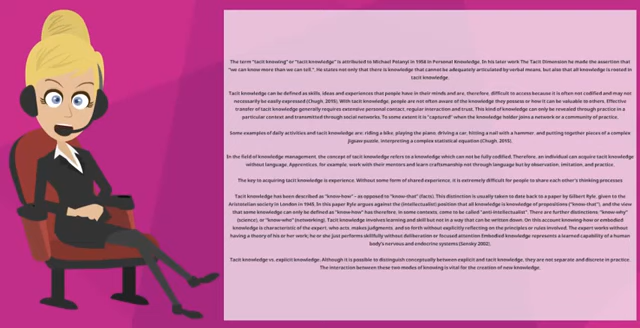 The term "tacit knowing" or "tacit knowledge" is attributed to Michael Polanyi in 1958 in Personal Knowledge. In his later work The Tacit Dimension he made the assertion that
"we can know more than we can tell.". He states not only that there is knowledge that cannot be adequately articulated by verbal means, but also that all knowledge is rooted in
tacit knowledge.
Tacit knowledge can be defined as skills, ideas and experiences that people have in their minds and are, therefore, difficult to access because it is often not codified and may not
necessarily be easily expressed (Chugh, 2015). With tacit knowledge, people are not often aware of the knowledge they possess or how it can be valuable to others. Effective
transfer of tacit knowledge generally requires extensive personal contact, regular interaction and trust. This kind of knowledge can only be revealed through practice in a
particular context and transmitted through social networks. To some extent it is "captured" when the knowledge holder joins a network or a community of practice.
Some examples of daily activities and tacit knowledge are: riding a bike, playing the piano, driving a car, hitting a nail with a hammer. and putting together pieces of a complex
jigsaw puzzle, interpreting a complex statistical equation (Chugh, 2015).
In the field of knowledge management, the concept of tacit knowledge refers to a knowledge which can not be fully codified. Therefore, an individual can acquire tacit knowledge
without language. Apprentices, for example, work with their mentors and learn craftsmanship not through language but by observation, imitation, and practice.
The key to acquiring tacit knowledge is experience. Without some form of shared experience, it is extremely difficult for people to share each other's thinking processes
Tacit knowledge has been described as "know-how" – as opposed to "know-that" (facts). This distinction is usually taken to date back to a paper by Gilbert Ryle, given to the
Aristotelian society in London in 1945. In this paper Ryle argues against the (intellectualist) position that all knowledge is knowledge of propositions ("know-that"), and the view
that some knowledge can only be defined as "know-how" has therefore, in some contexts, come to be called "anti-intellectualist". There are further distinctions: "know-why"
(science), or "know-who" (networking). Tacit knowledge involves learning and skill but not in a way that can be written down. On this account knowing-how or embodied
knowledge is characteristic of the expert, who acts, makes judgments, and so forth without explicitly reflecting on the principles or rules involved. The expert works without
having a theory of his or her work; he or she just performs skillfully without deliberation or focused attention Embodied knowledge represents a learned capability of a human
body's nervous and endocrine systems (Sensky 2002).
Tacit knowledge vs. explicit knowledge: Although it is possible to distinguish conceptually between explicit and tacit knowledge, they are not separate and discrete in practice.
The interaction between these two modes of knowing is vital for the creation of new knowledge.